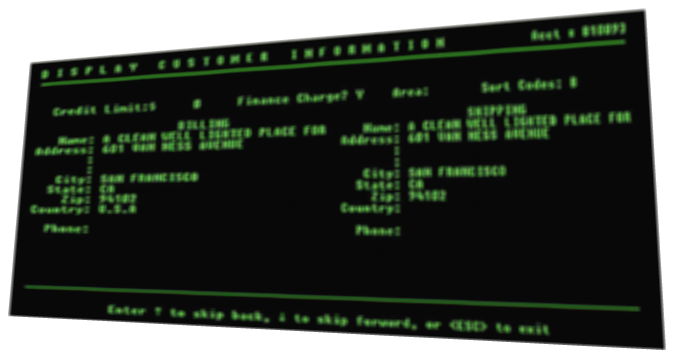 DISPLAY CUSTOMER INFORMATION Acct # 010893
Credit Limit:$ 0 Finance Charge? Y Area: Sort Codes: B
BILLING SHIPPING
Name: A CLEAN WELL LIGHTED PLACE FOR Name: A CLEAN WELL LIGHTED PLACE FOR
Address: 601 VAN NESS AVENUE Address: 601 VAN NESS AVENUE
:
:
City: SAN FRANCISCO City: SAN FRANCISCO
State: CA State: CA
Zip: 94102 Zip: 94102
Country: U.S.A Country:
Phone: Phone:
Enter ↑ to skip back, ↓ to skip forward, or <ESC> to exit